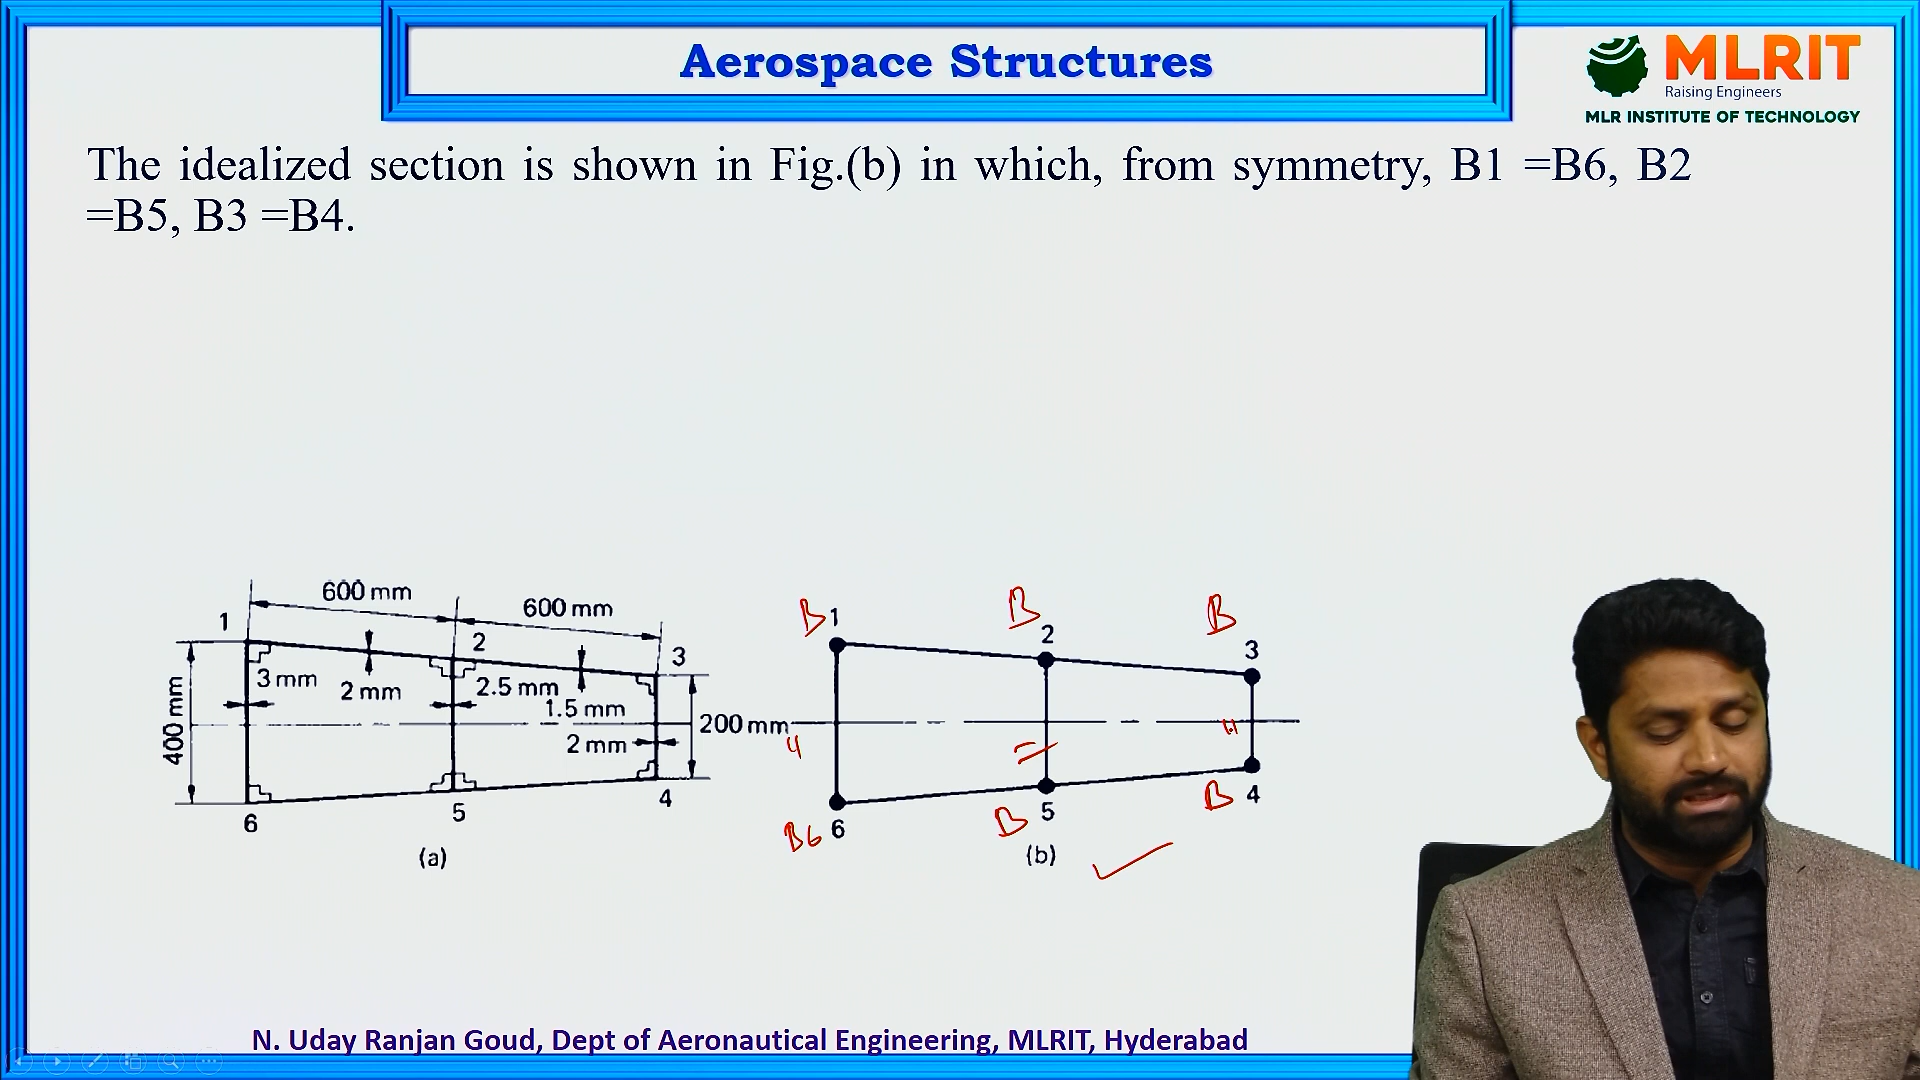 Aerospace Structures
MLRIT
Raising Engineers
MLR INSTITUTE OF TECHNOLOGY
The idealized section is shown in Fig.(b) in which, from symmetry, B1 =B6, B2
=B5, B3 =B4.
600 mm
600 mm
1
2
3
3 mm
2 mm
2.5 mm
1.5 mm
400 mm
200 mm
2 mm
6
5
4
(a)
B 1
B
2
B
3
=
B6 6
B 5
B 4
(b)
N. Uday Ranjan Goud, Dept of Aeronautical Engineering, MLRIT, Hyderabad